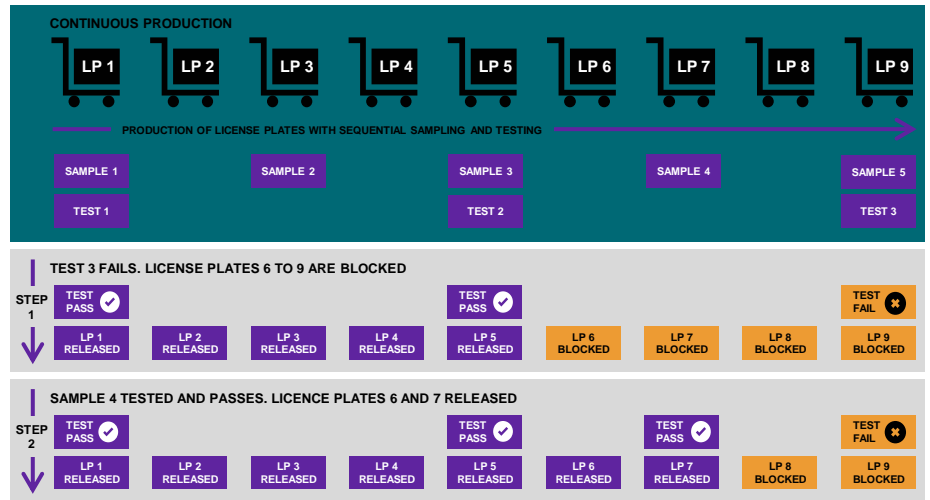 CONTINUOUS PRODUCTION
LP 1 LP 2 LP 3 LP 4 LP 5 LP 6 LP 7 LP 8 LP 9
PRODUCTION OF LICENSE PLATES WITH SEQUENTIAL SAMPLING AND TESTING
SAMPLE 1 SAMPLE 2 SAMPLE 3 SAMPLE 4 SAMPLE 5
TEST 1 TEST 2 TEST 3
TEST 3 FAILS. LICENSE PLATES 6 TO 9 ARE BLOCKED
STEP
1
TEST
PASS
TEST
PASS
TEST
FAIL
LP 1
RELEASED
LP 2
RELEASED
LP 3
RELEASED
LP 4
RELEASED
LP 5
RELEASED
LP 6
BLOCKED
LP 7
BLOCKED
LP 8
BLOCKED
LP 9
BLOCKED
SAMPLE 4 TESTED AND PASSES. LICENCE PLATES 6 AND 7 RELEASED
STEP
2
TEST
PASS
TEST
PASS
TEST
PASS
TEST
FAIL
LP 1
RELEASED
LP 2
RELEASED
LP 3
RELEASED
LP 4
RELEASED
LP 5
RELEASED
LP 6
RELEASED
LP 7
RELEASED
LP 8
BLOCKED
LP 9
BLOCKED